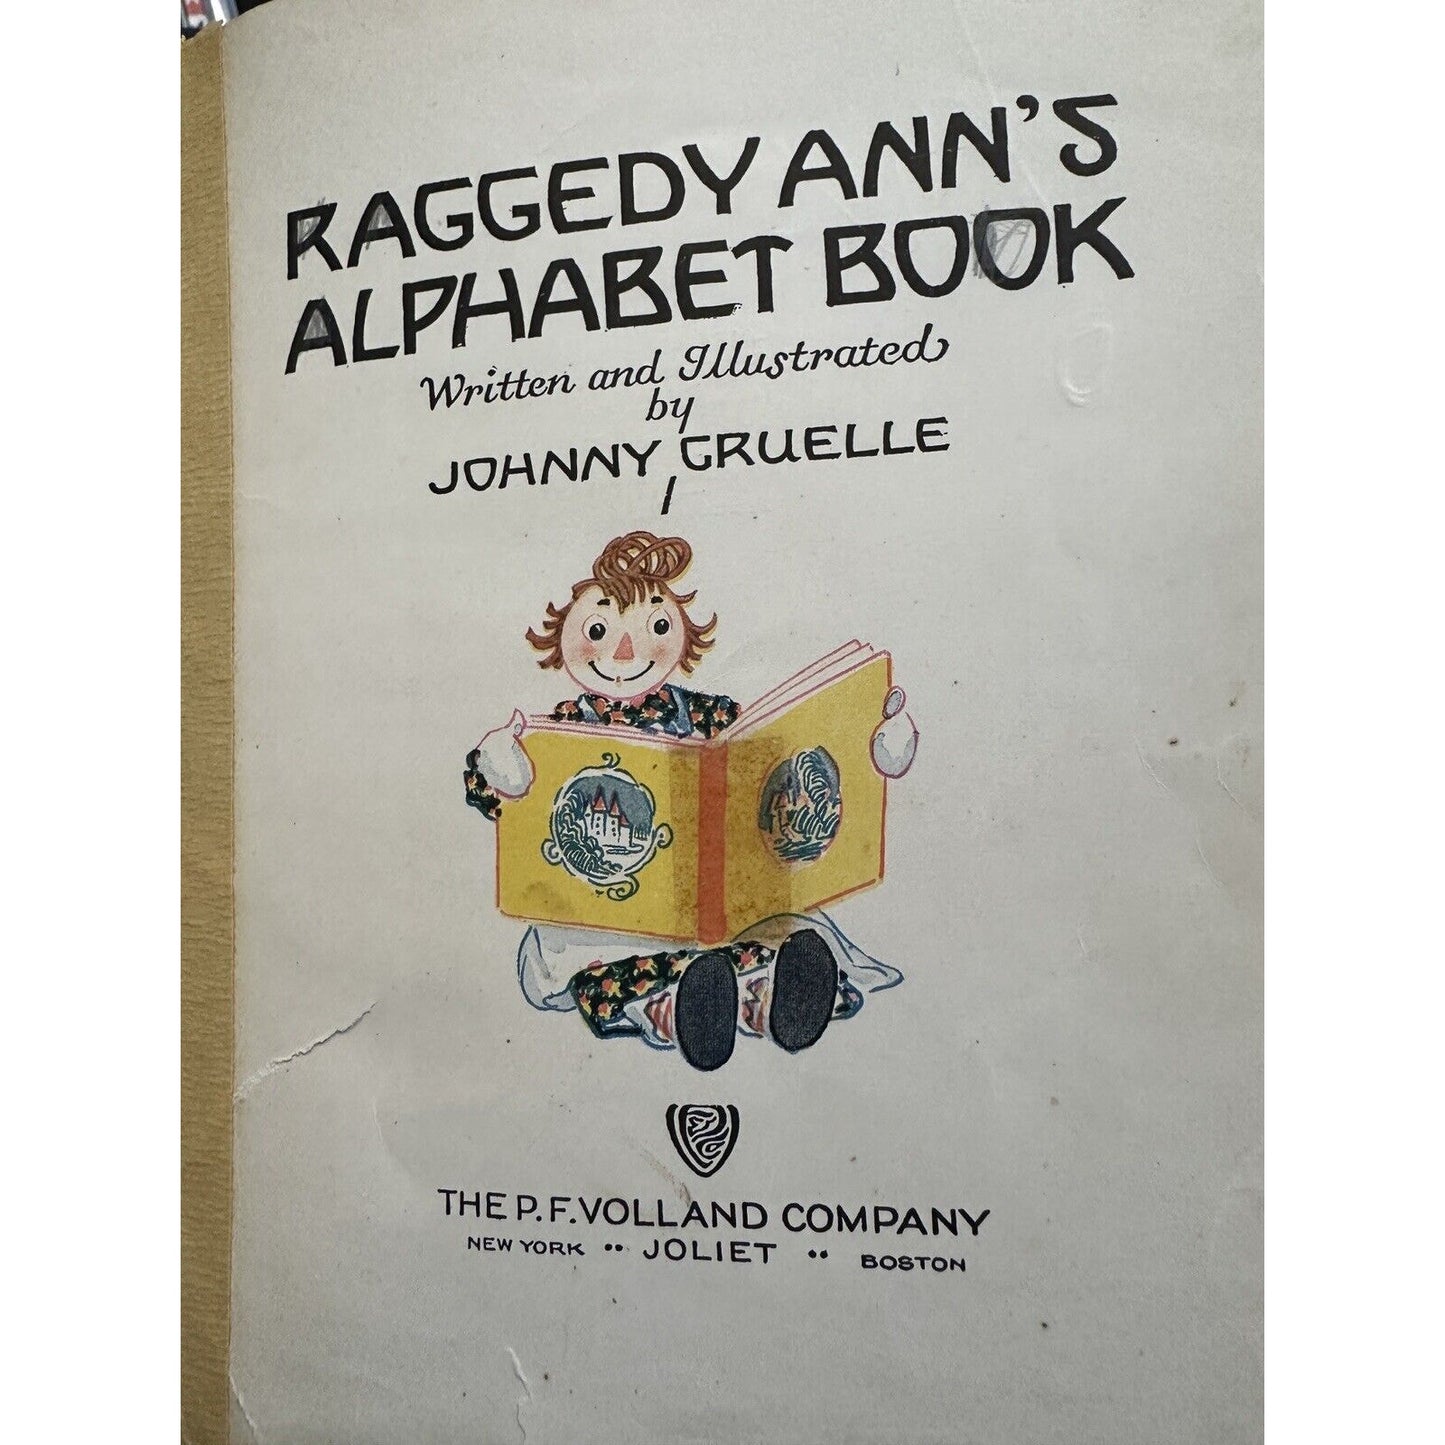 RAGGEDY ANN'S
ALPHABET BOOK
Written and Illustrated
by
JOHNNY GRUELLE
THE P. F. VOLLAND COMPANY
NEW YORK •• JOLIET •• BOSTON